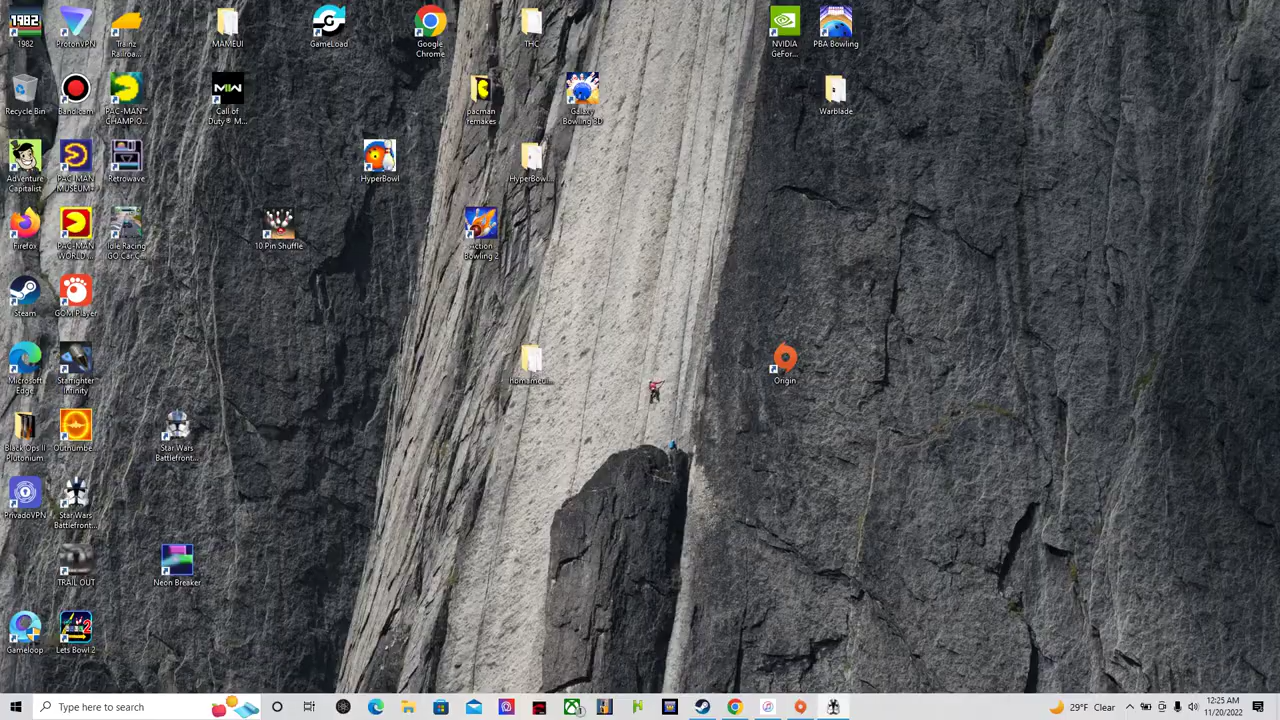 1982
ProtonVPN
Trainz
Railroa...
MAMEUI
GameLoad
Google
Chrome
THC
NVIDIA
GeFor...
PBA Bowling
Recycle Bin
Bandicam
PAC-MAN™
CHAMPIO...
Call of
Duty® M...
pacman
remakes
Galaxy
Bowling 3D
Warblade
AdVenture
Capitalist
PAC-MAN
MUSEUM+
Retrowave
HyperBowl
HyperBowl...
Firefox
PAC-MAN
WORLD ...
Idle Racing
GO Car C...
10 Pin Shuffle
Action
Bowling 2
Steam
GOM Player
Microsoft
Edge
Starfighter
Infinity
homameui...
Origin
Black Ops II
Plutonium
Outnumbe...
Star Wars
Battlefront...
PrivadoVPN
Star Wars
Battlefront...
TRAIL OUT
Neon Breaker
Gameloop
Lets Bowl 2
Type here to search
29°F Clear
12:25 AM
11/20/2022